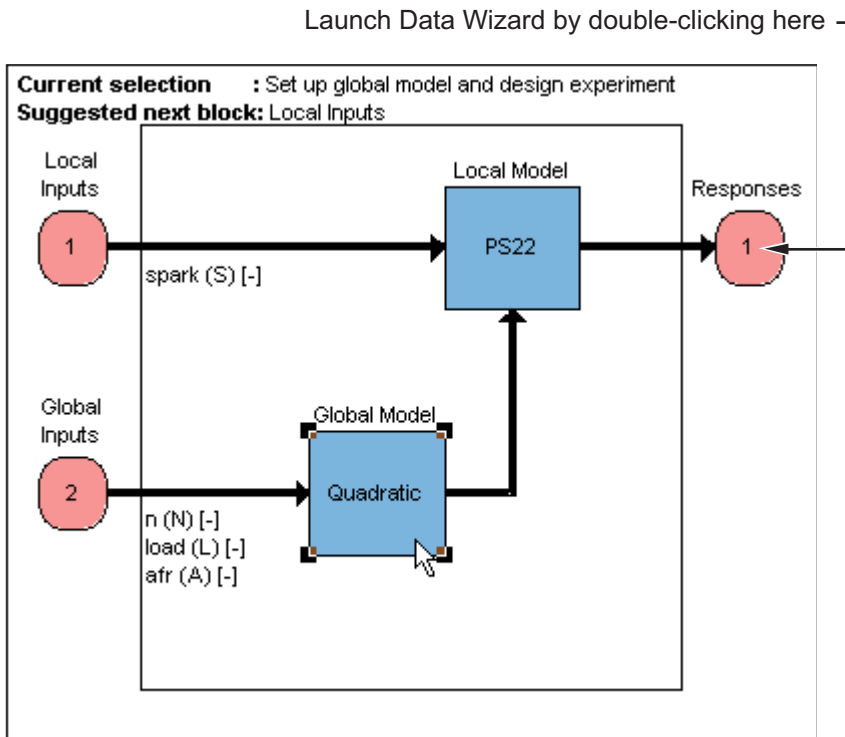 Launch Data Wizard by double-clicking here
Current selection : Set up global model and design experiment
Suggested next block: Local Inputs
Local
Inputs
Local Model
Responses
1
PS22
1
spark (S) [-]
Global
Inputs
Global Model
2
Quadratic
n (N) [-]
load (L) [-]
afr (A) [-]